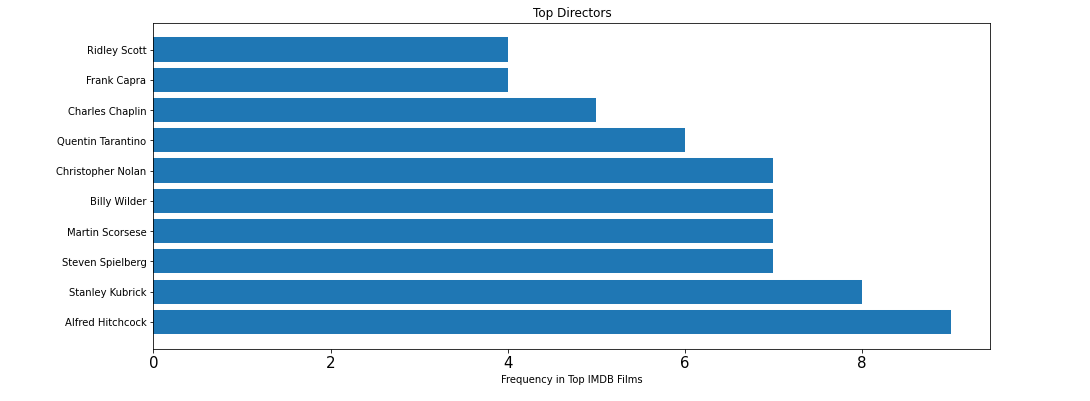 Top Directors
Ridley Scott
Frank Capra
Charles Chaplin
Quentin Tarantino
Christopher Nolan
Billy Wilder
Martin Scorsese
Steven Spielberg
Stanley Kubrick
Alfred Hitchcock
0 2 4 6 8
Frequency in Top IMDB Films